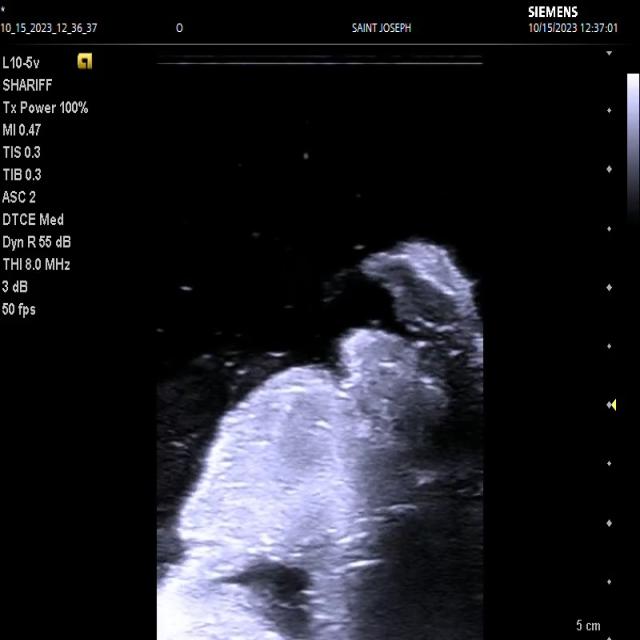 *
SIEMENS
10_15_2023_12_36_37 O SAINT JOSEPH 10/15/2023 12:37:01
L10-5v
SHARIFF
Tx Power 100%
MI 0.47
TIS 0.3
TIB 0.3
ASC 2
DTCE Med
Dyn R 55 dB
THI 8.0 MHz
3 dB
50 fps
5 cm